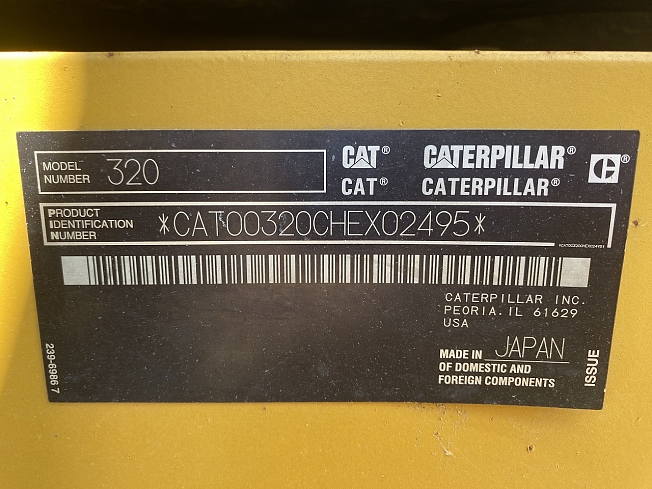 MODEL NUMBER 320
CAT® CATERPILLAR®
CAT® CATERPILLAR®
PRODUCT IDENTIFICATION NUMBER *CAT00320CHEX02495*
CATERPILLAR INC.
PEORIA. IL 61629
USA
MADE IN JAPAN
OF DOMESTIC AND
FOREIGN COMPONENTS
ISSUE
239-6986 7